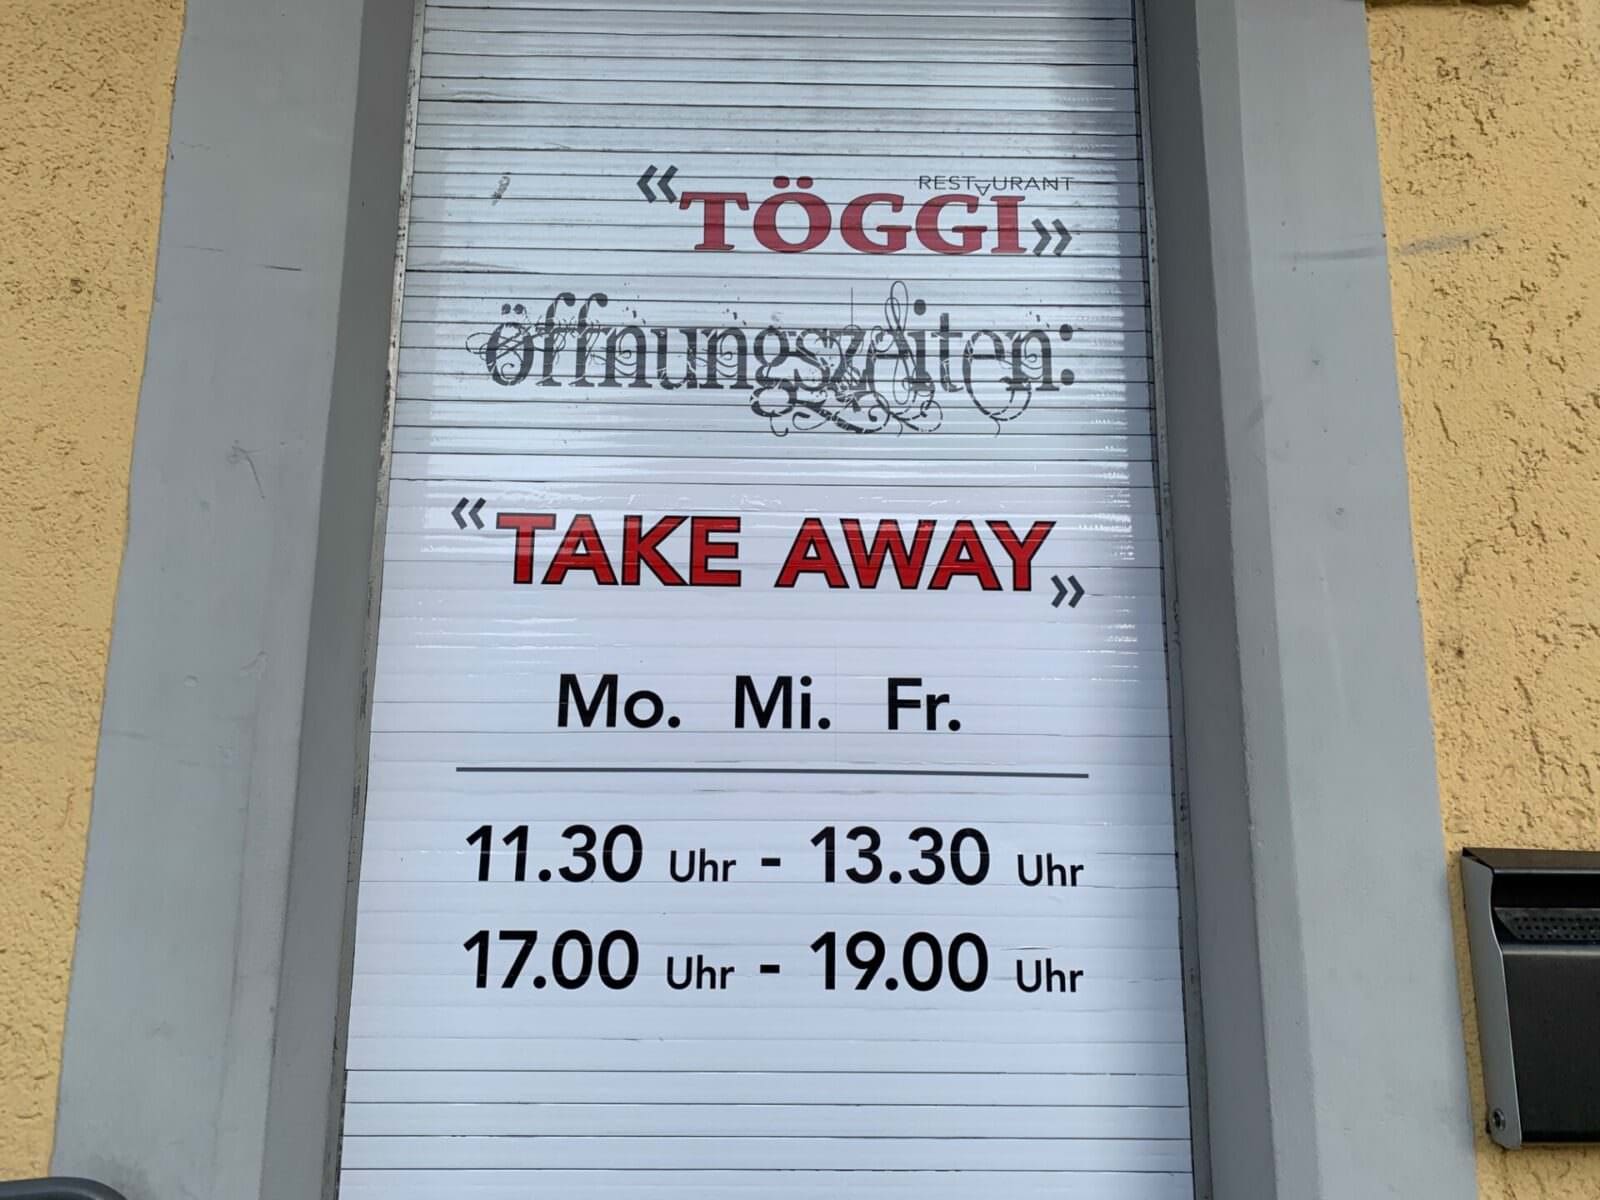 RESTAURANT
«TÖGGI»
öffnungszeiten:
«TAKE AWAY»
Mo. Mi. Fr.
11.30 Uhr - 13.30 Uhr
17.00 Uhr - 19.00 Uhr